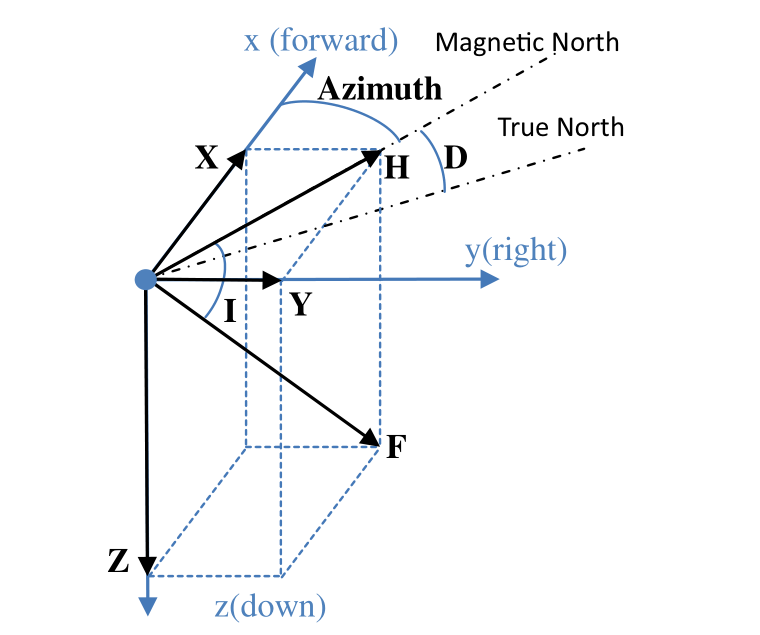 x (forward)
Magnetic North
Azimuth
True North
X
H
D
y(right)
I
Y
F
Z
z(down)